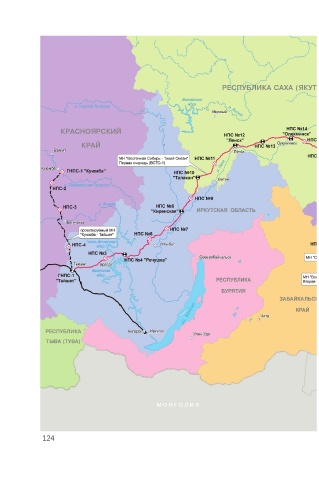 РЕСПУБЛИКА САХА (ЯКУТ
НПС №14
"Олекминск"
НПС №12
"Ленск"
НПС №13
КРАСНОЯРСКИЙ
КРАЙ
МН "Восточная Сибирь - Тихий Океан"
Первая очередь (ВСТО-1)
НПС №11
НПС №10
"Талакан"
ГНПС-1 "Куюмба"
НПС-2
НПС №9
НПС №8
ИРКУТСКАЯ ОБЛАСТЬ
НПС-3
проектируемый МН
"Куюмба - Тайшет"
НПС №7
НПС №6
НПС-4
НПС №3
НПС №4 "Речушка"
ГНПС-1
"Тайшет"
РЕСПУБЛИКА
БУРЯТИЯ
ЗАБАЙКАЛЬС
КРАЙ
Чита
РЕСПУБЛИКА
ТЫВА (ТУВА)
Ангарск
Иркутск
Улан-Удэ
МОНГОЛИЯ
124